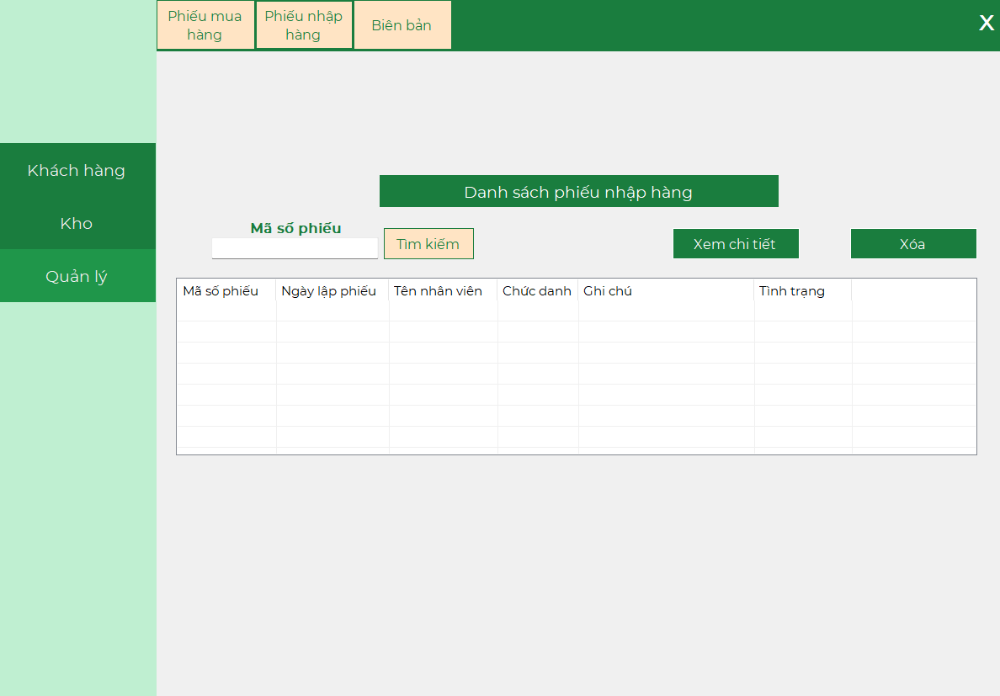 Phiếu mua
hàng
Phiếu nhập
hàng
Biên bản
X
Khách hàng
Kho
Quản lý
Danh sách phiếu nhập hàng
Mã số phiếu
Tìm kiếm
Xem chi tiết
Xóa
Mã số phiếu
Ngày lập phiếu
Tên nhân viên
Chức danh
Ghi chú
Tình trạng